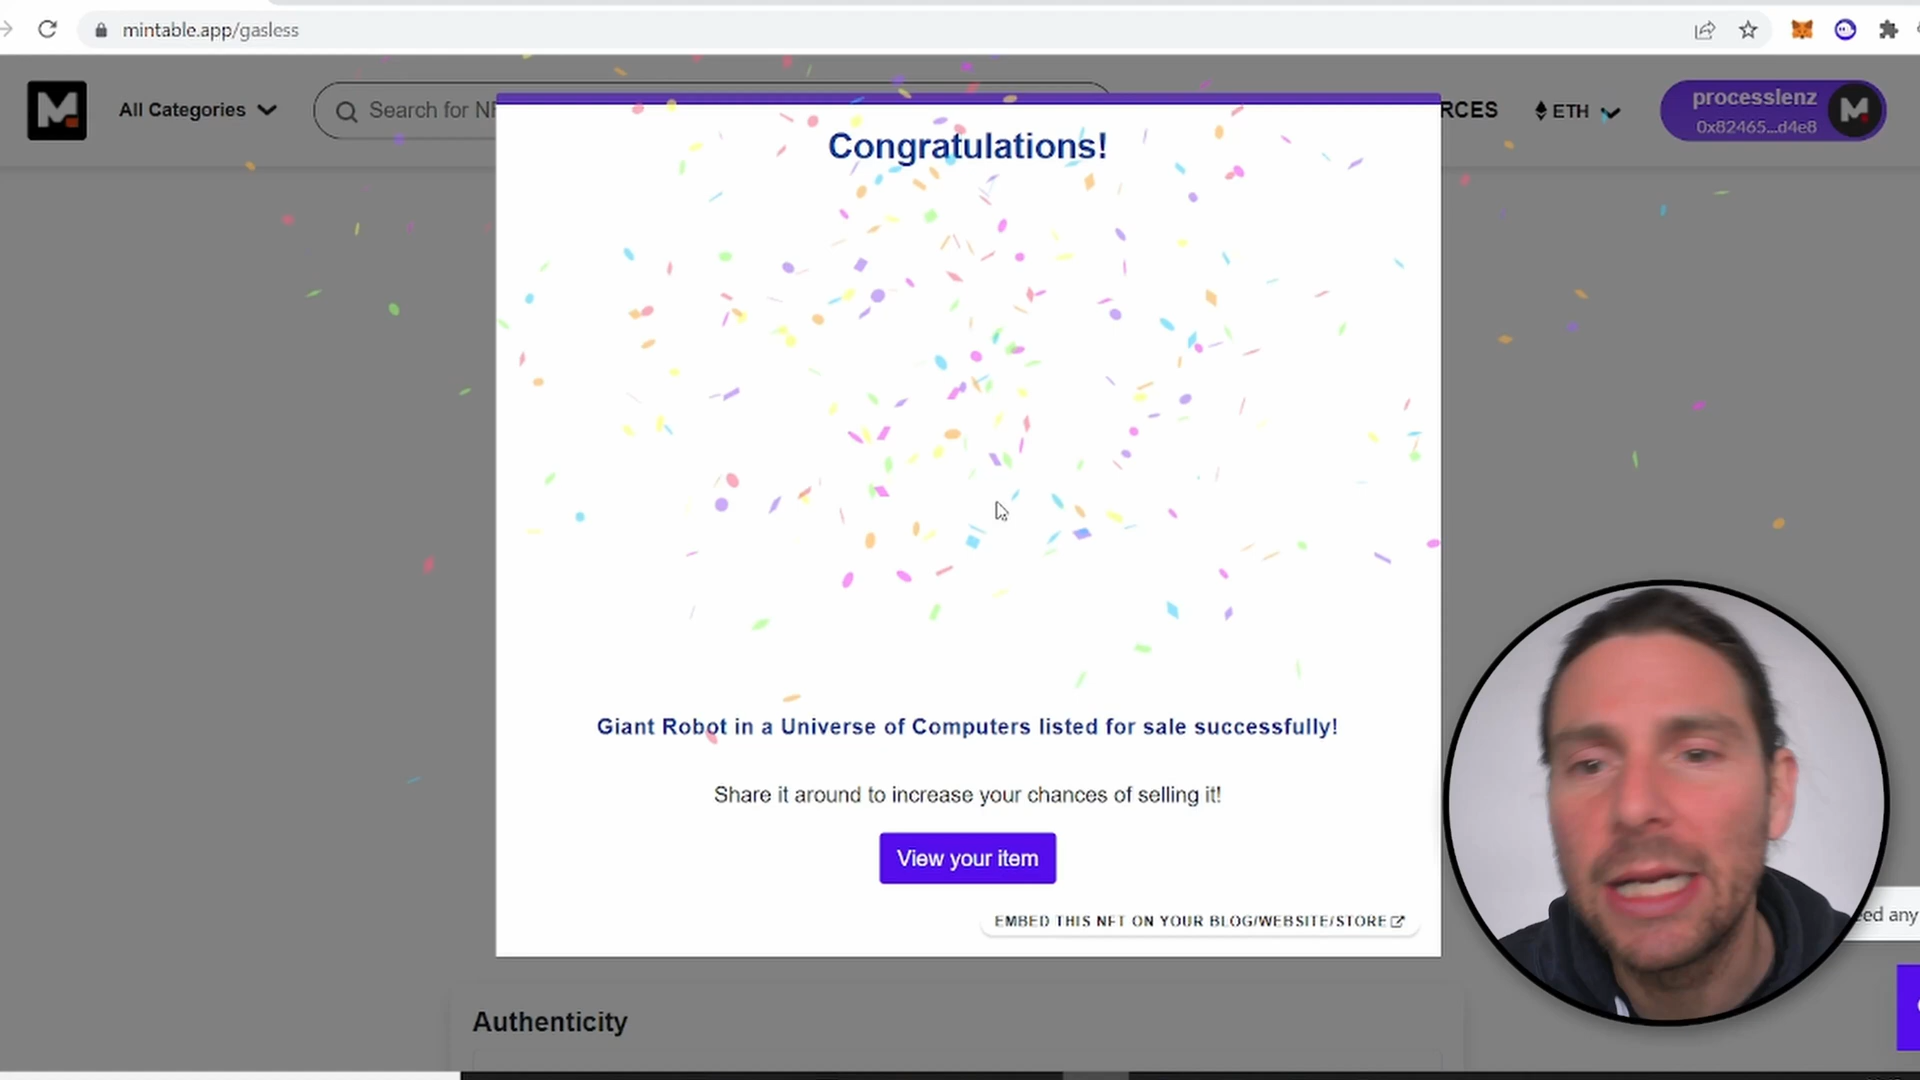 mintable.app/gasless
M
All Categories
Search for NF
RCES
ETH
processlenz
0x82465...d4e8
M
Congratulations!
Giant Robot in a Universe of Computers listed for sale successfully!
Share it around to increase your chances of selling it!
View your item
EMBED THIS NFT ON YOUR BLOG/WEBSITE/STORE
eed any
Authenticity